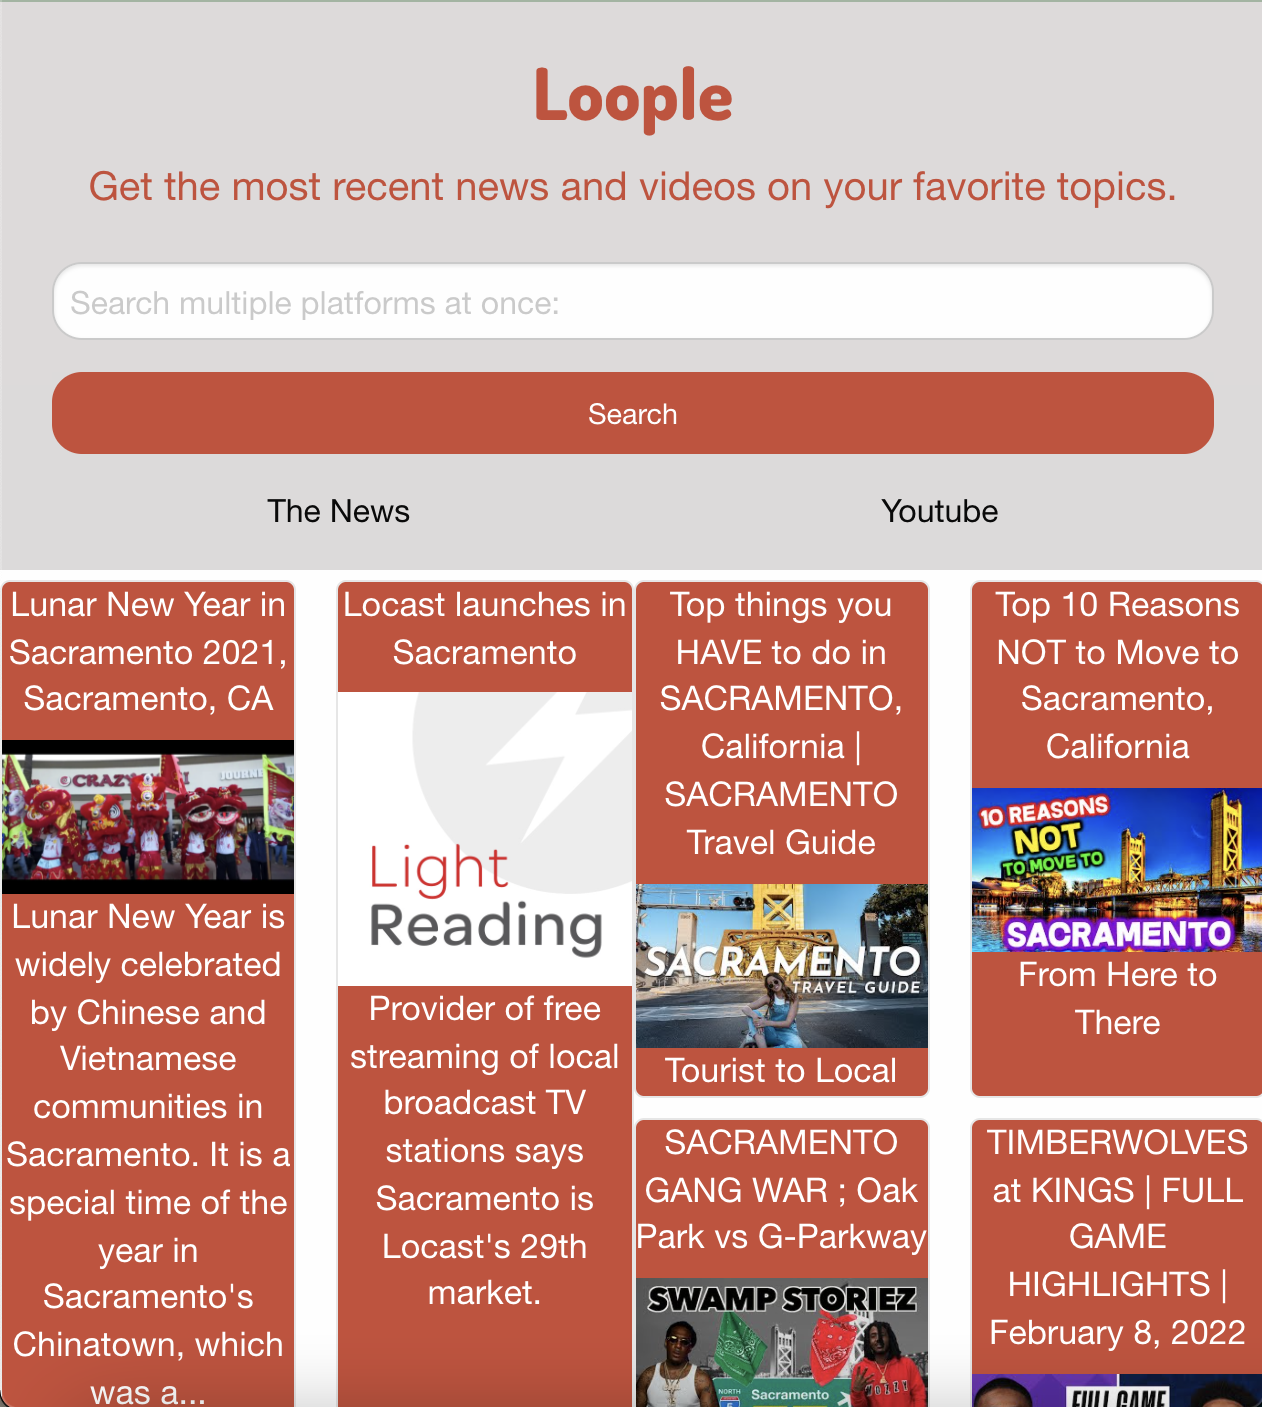 Loople
Get the most recent news and videos on your favorite topics.
Search multiple platforms at once:
Search
The News
Youtube
Lunar New Year in
Sacramento 2021,
Sacramento, CA
CRAZY
JOURNE
Lunar New Year is
widely celebrated
by Chinese and
Vietnamese
communities in
Sacramento. It is a
special time of the
year in
Sacramento's
Chinatown, which
was a...
Locast launches in
Sacramento
Light
Reading
Provider of free
streaming of local
broadcast TV
stations says
Sacramento is
Locast's 29th
market.
Top things you
HAVE to do in
SACRAMENTO,
California |
SACRAMENTO
Travel Guide
SACRAMENTO
TRAVEL GUIDE
Tourist to Local
SACRAMENTO
GANG WAR ; Oak
Park vs G-Parkway
SWAMP STORIEZ
NORTH
Sacramento
Top 10 Reasons
NOT to Move to
Sacramento,
California
10 REASONS
NOT
TO MOVE TO
SACRAMENTO
From Here to
There
TIMBERWOLVES
at KINGS | FULL
GAME
HIGHLIGHTS |
February 8, 2022
FULL GAME